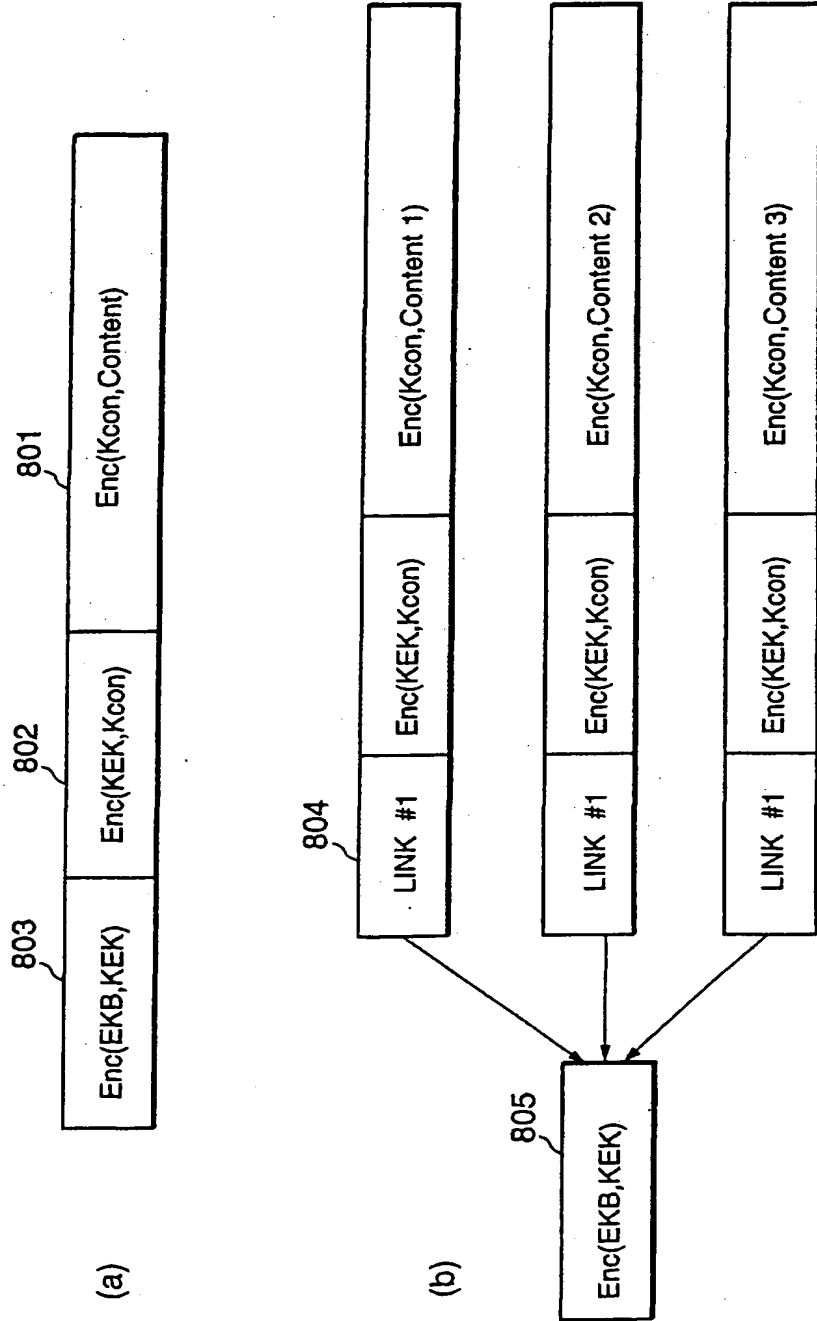 (a)
803
802
801
Enc(EKB,KEK)
Enc(KEK,Kcon)
Enc(Kcon,Content)
(b)
805
Enc(EKB,KEK)
804
LINK #1
Enc(KEK,Kcon)
Enc(Kcon,Content 1)
LINK #1
Enc(KEK,Kcon)
Enc(Kcon,Content 2)
LINK #1
Enc(KEK,Kcon)
Enc(Kcon,Content 3)